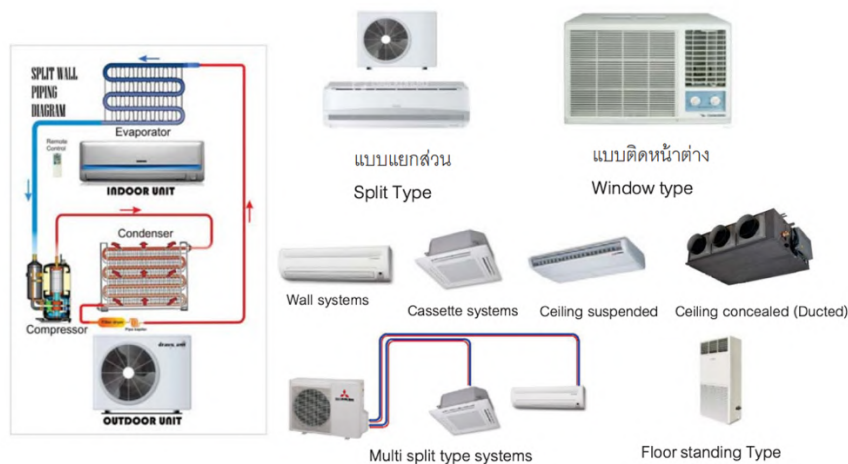 SPLIT WALL
PIPING
DIAGRAM
Evaporator
Remote
Control
INDOOR UNIT
Condenser
Compressor
OUTDOOR UNIT
แบบแยกส่วน
Split Type
แบบติดหน้าต่าง
Window type
Wall systems
Cassette systems
Ceiling suspended
Ceiling concealed (Ducted)
Multi split type systems
Floor standing Type